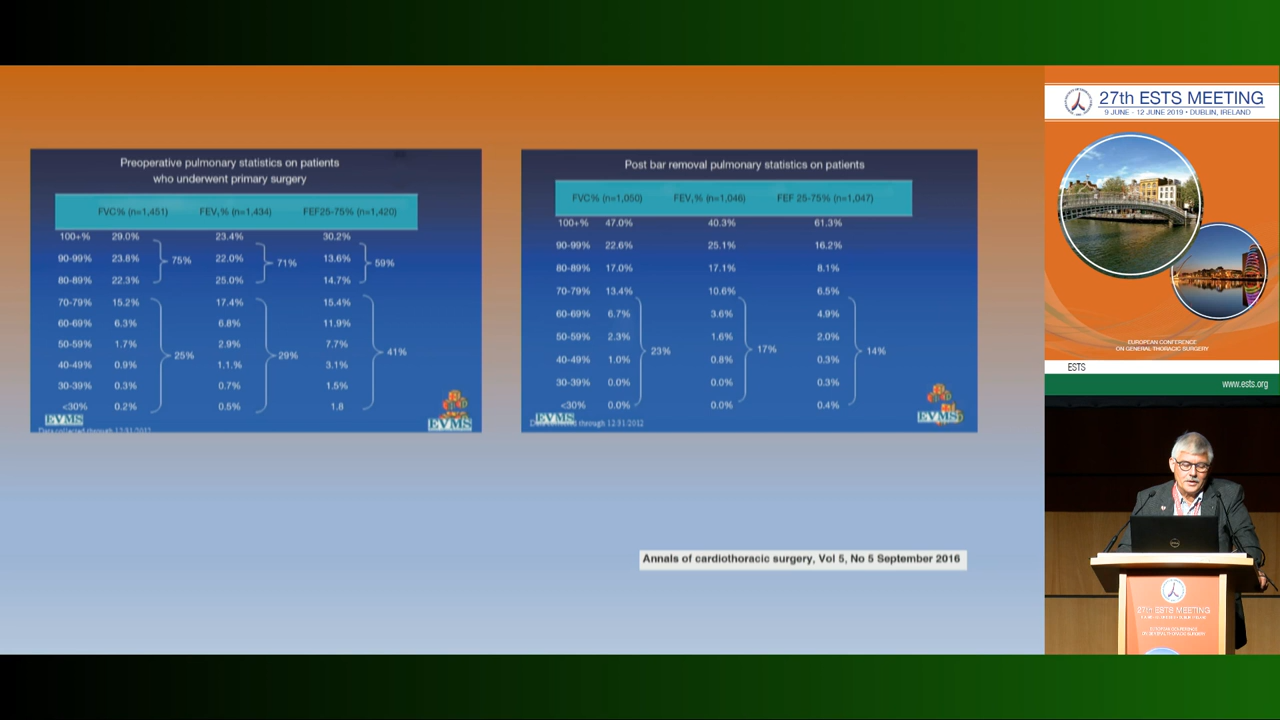 Preoperative pulmonary statistics on patients
who underwent primary surgery
FVC% (n=1,451) FEV,% (n=1,434) FEF25-75% (n=1,420)
100+% 29.0% 23.4% 30.2%
90-99% 23.8% 22.0% 13.6%
75% 71% 59%
80-89% 22.3% 25.0% 14.7%
70-79% 15.2% 17.4% 15.4%
60-69% 6.3% 6.8% 11.9%
50-59% 1.7% 2.9% 7.7%
25% 29% 41%
40-49% 0.9% 1.1.% 3.1%
30-39% 0.3% 0.7% 1.5%
<30% 0.2% 0.5% 1.8
EVMS
EVMS
Data collected through 12/31/2012
Post bar removal pulmonary statistics on patients
FVC% (n=1,050) FEV,% (n=1,046) FEF 25-75% (n=1,047)
100+% 47.0% 40.3% 61.3%
90-99% 22.6% 25.1% 16.2%
80-89% 17.0% 17.1% 8.1%
70-79% 13.4% 10.6% 6.5%
60-69% 6.7% 3.6% 4.9%
50-59% 2.3% 1.6% 2.0%
23% 17% 14%
40-49% 1.0% 0.8% 0.3%
30-39% 0.0% 0.0% 0.3%
<30% 0.0% 0.0% 0.4%
EVMS
EVMS
Data collected through 12/31/2012
Annals of cardiothoracic surgery, Vol 5, No 5 September 2016
27th ESTS MEETING
9 JUNE - 12 JUNE 2019 • DUBLIN, IRELAND
EUROPEAN CONFERENCE
ON GENERAL THORACIC SURGERY
ESTS
www.ests.org
27th ESTS MEETING